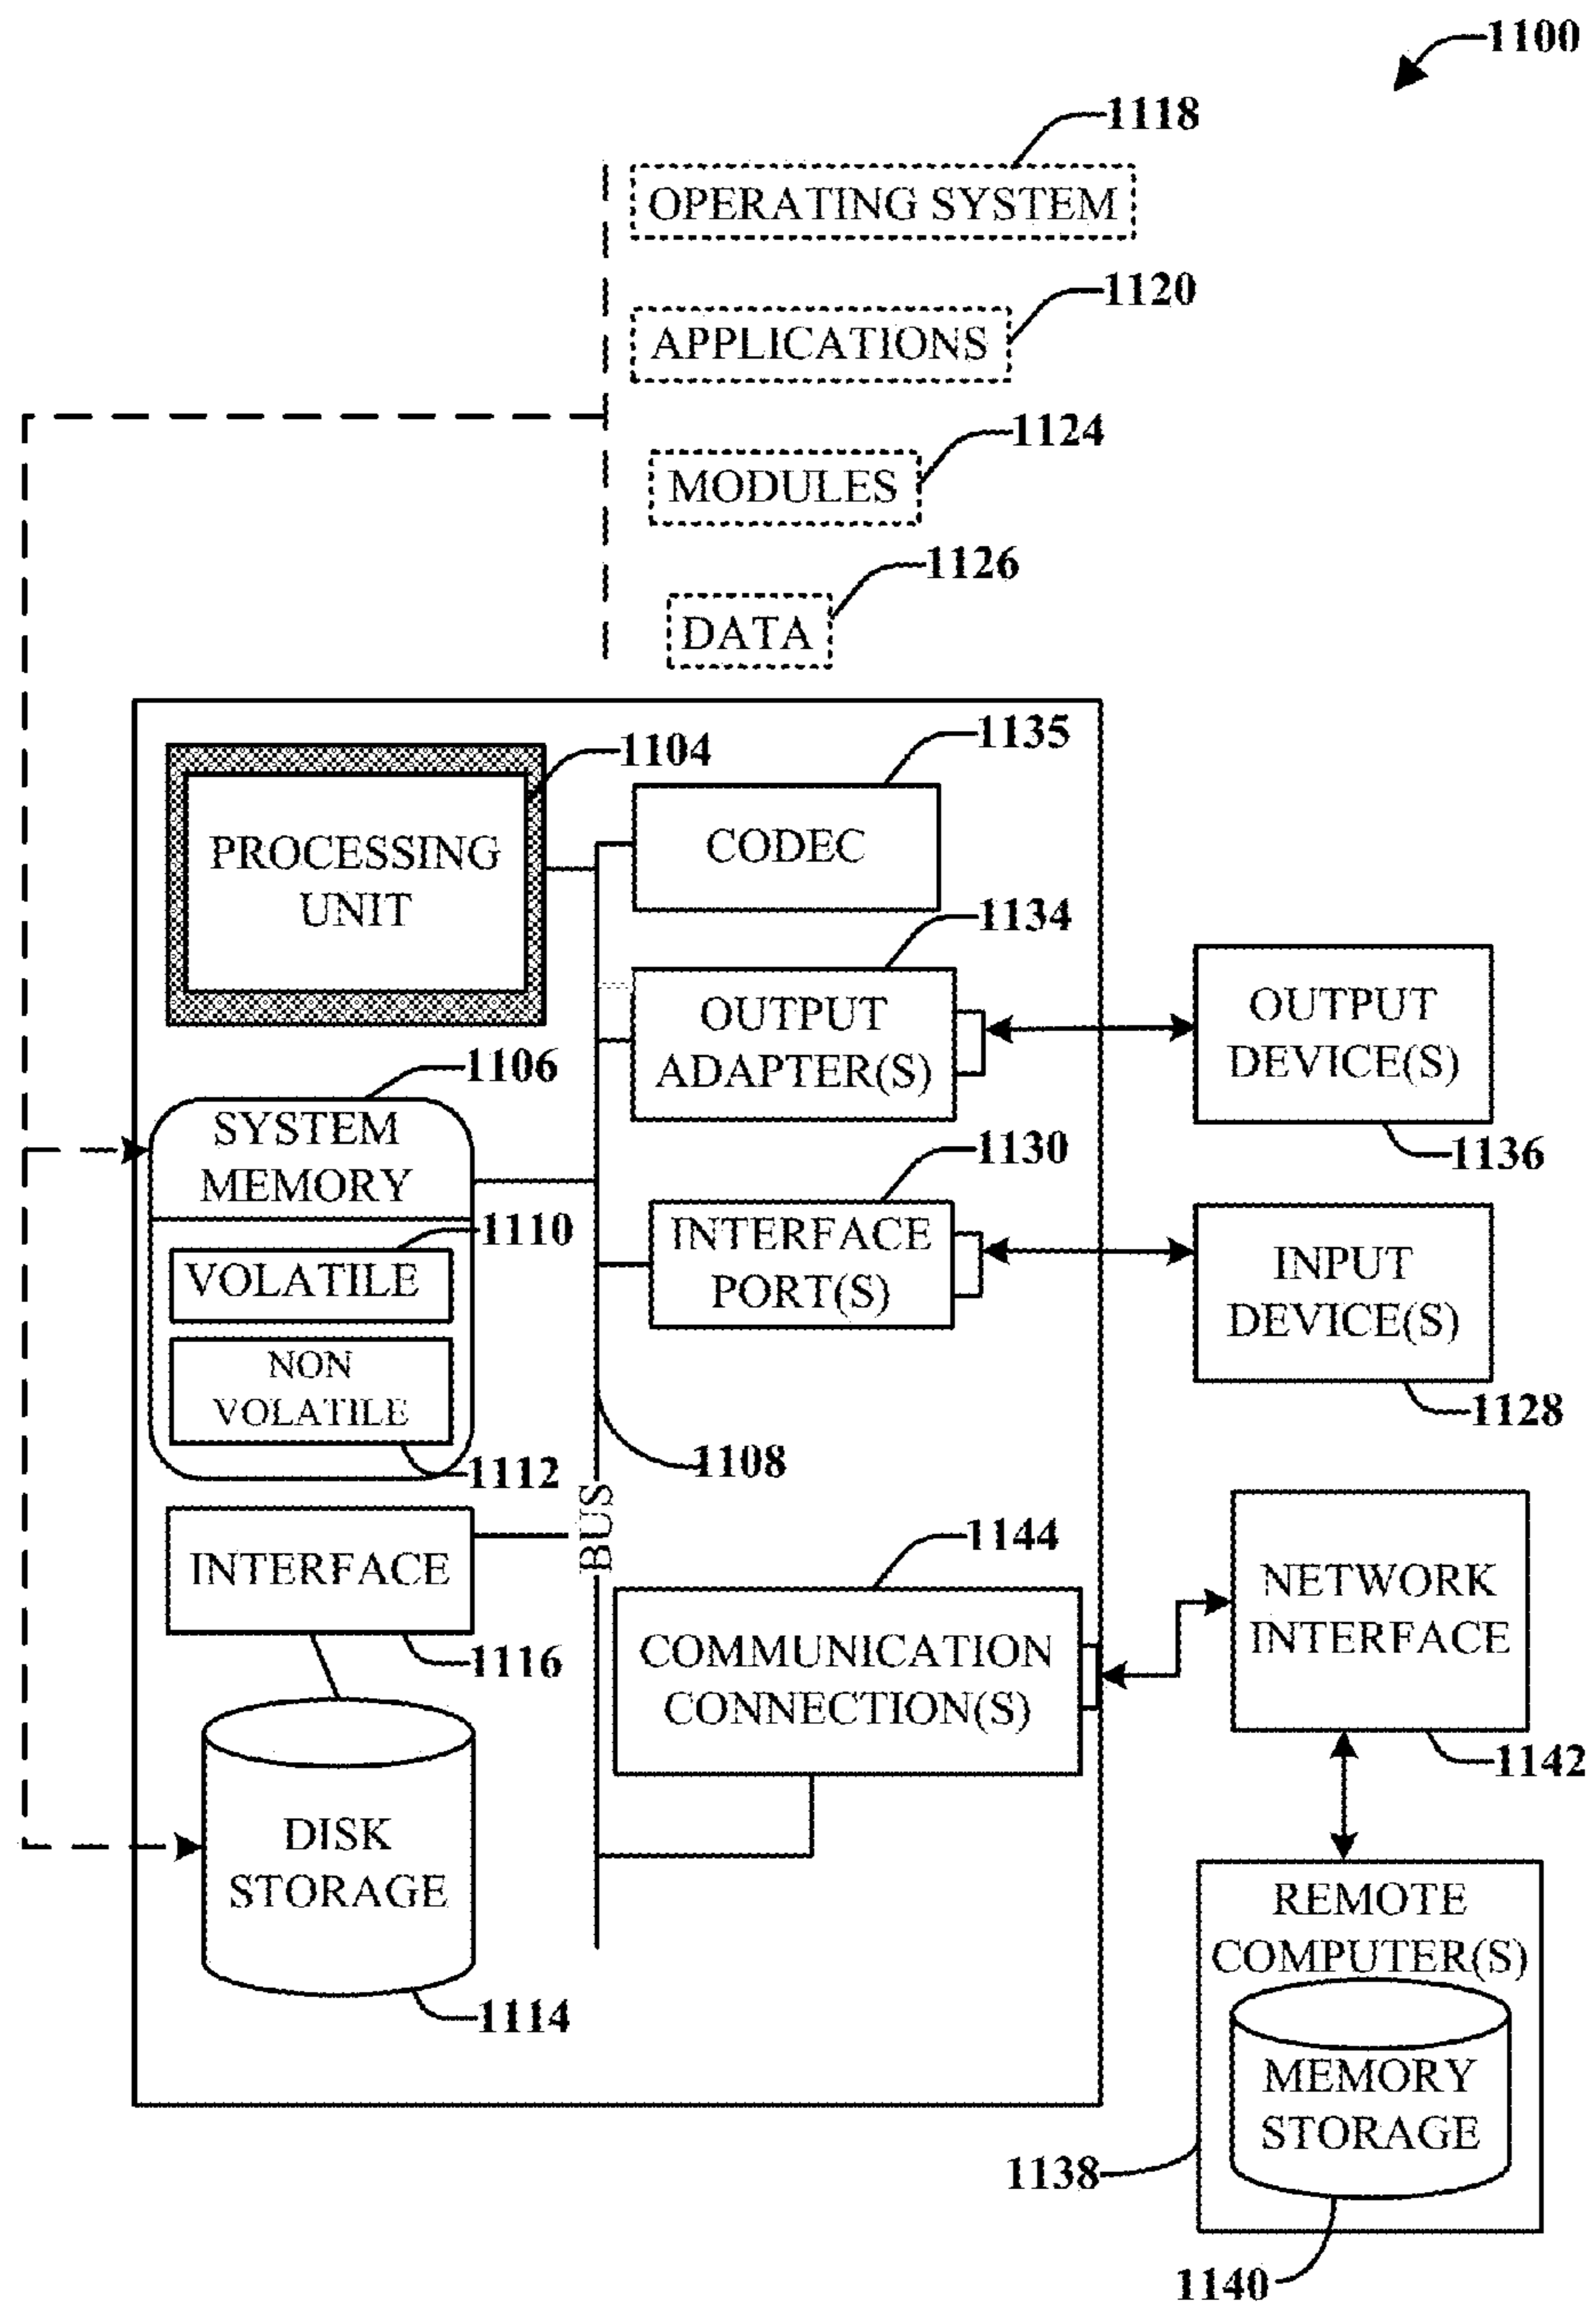 1100
1118
OPERATING SYSTEM
1120
APPLICATIONS
1124
MODULES
1126
DATA
1104
PROCESSING
UNIT
1135
CODEC
1134
OUTPUT
ADAPTER(S)
OUTPUT
DEVICE(S)
1136
1106
SYSTEM
MEMORY
1110
VOLATILE
NON
VOLATILE
1112
1130
INTERFACE
PORT(S)
INPUT
DEVICE(S)
1128
1108
BUS
INTERFACE
1116
1144
COMMUNICATION
CONNECTION(S)
NETWORK
INTERFACE
1142
DISK
STORAGE
1114
REMOTE
COMPUTER(S)
MEMORY
STORAGE
1138
1140